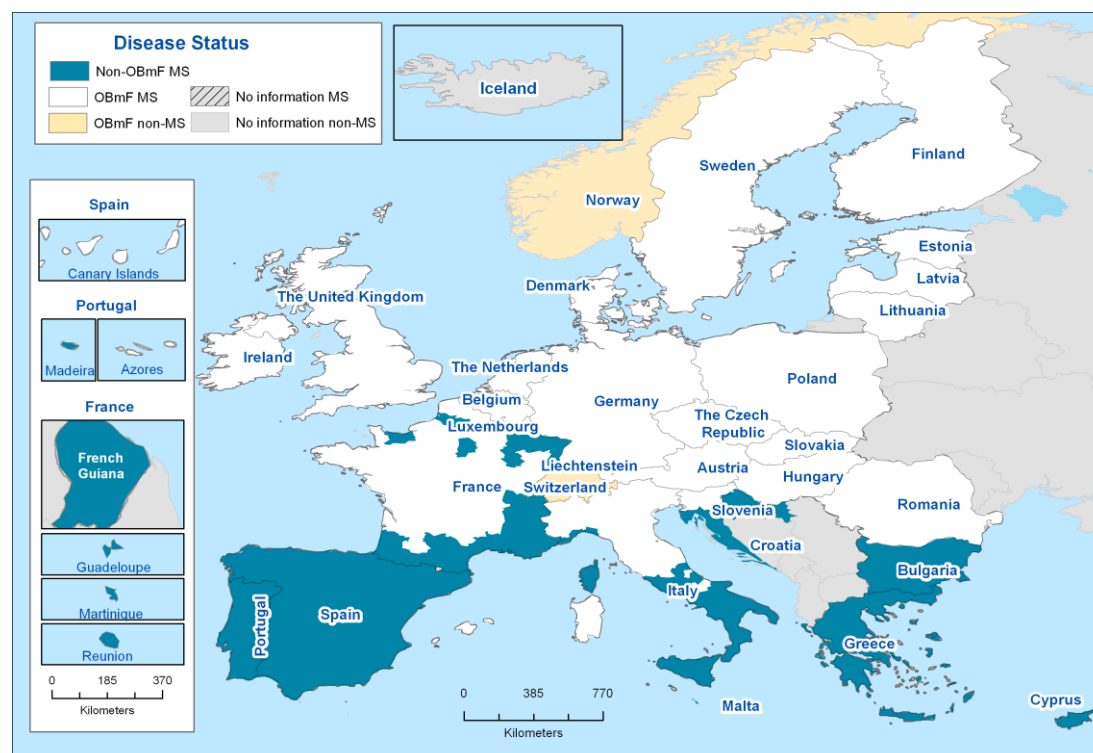 Disease Status
Non-OBmF MS
OBmF MS
No information MS
OBmF non-MS
No information non-MS
Iceland
Spain
Canary Islands
Portugal
Madeira
Azores
France
French
Guiana
Guadeloupe
Martinique
Reunion
0 185 370
Kilometers
Finland
Sweden
Norway
Estonia
Latvia
Lithuania
Denmark
The United Kingdom
Ireland
The Netherlands
Belgium
Luxembourg
Germany
Poland
The Czech
Republic
Slovakia
Liechtenstein
Austria
Hungary
France
Switzerland
Romania
Slovenia
Croatia
Bulgaria
Italy
Portugal
Spain
Greece
Malta
Cyprus
0 385 770
Kilometers